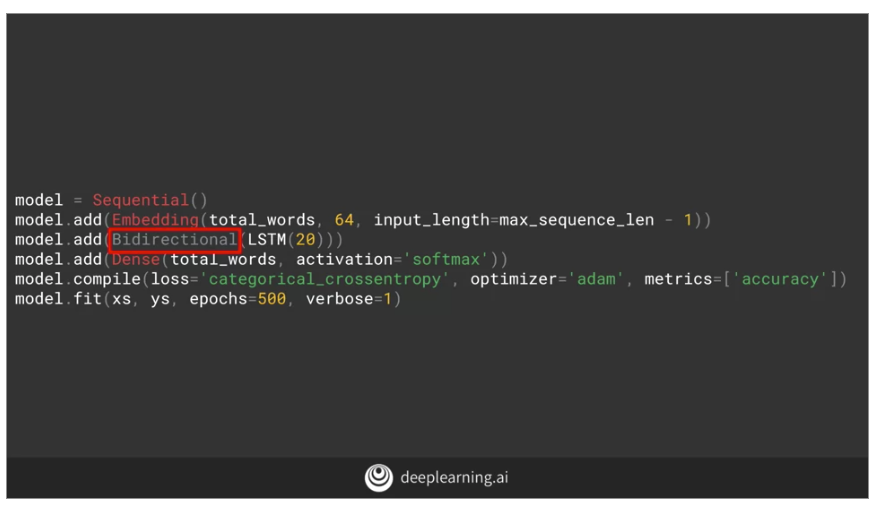 model = Sequential()
model.add(Embedding(total_words, 64, input_length=max_sequence_len - 1))
model.add(Bidirectional(LSTM(20)))
model.add(Dense(total_words, activation='softmax'))
model.compile(loss='categorical_crossentropy', optimizer='adam', metrics=['accuracy'])
model.fit(xs, ys, epochs=500, verbose=1)
deeplearning.ai